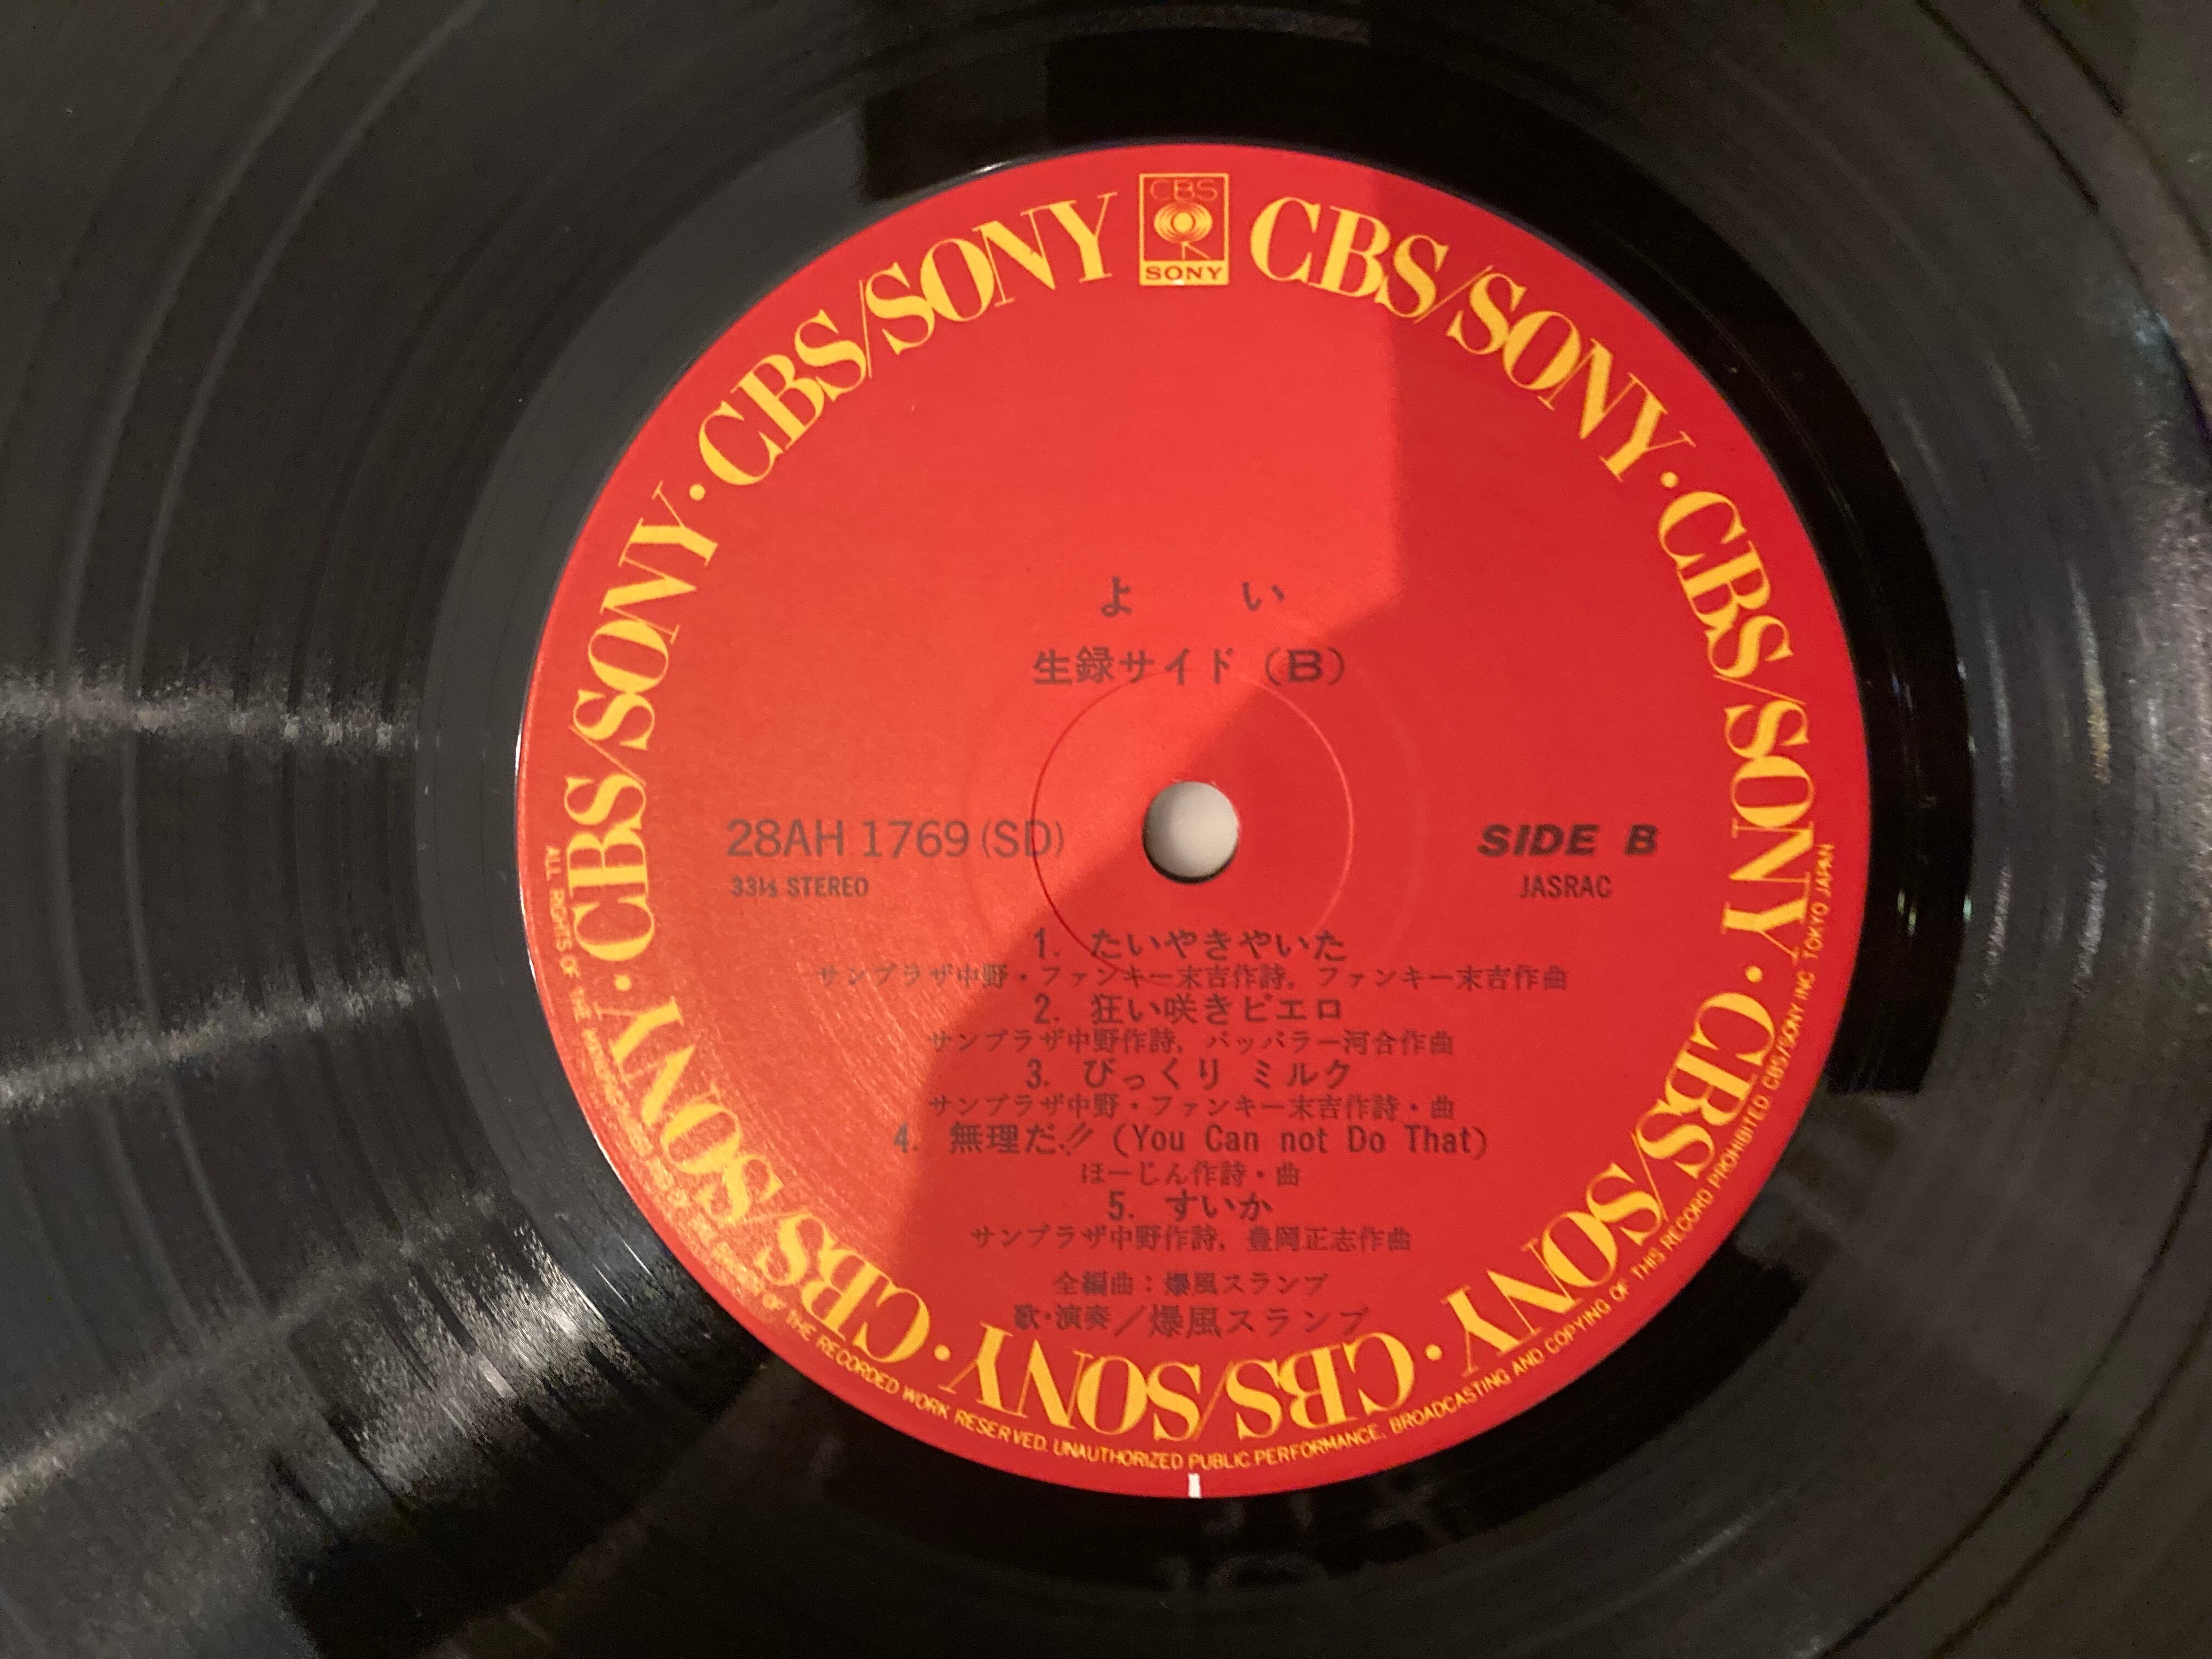 CBS
SONY
CBS/SONY · CBS/SONY · CBS/SONY · CBS/SONY · CBS/SONY · CBS/SONY · CBS/SONY · CBS/SONY
よい
生録サイド(B)
28AH 1769(SD)
SIDE B
33⅓ STEREO
JASRAC
1. たいやきやいた
サンプラザ中野・ファンキー末吉作詩, ファンキー末吉作曲
2. 狂い咲きピエロ
サンプラザ中野作詩, パッパラー河合作曲
3. びっくり ミルク
サンプラザ中野・ファンキー末吉作詩・曲
4. 無理だ!! (You Can not Do That)
ほーじん作詩・曲
5. すいか
サンプラザ中野作詩, 豊岡正志作曲
全編曲:爆風スランプ
歌・演奏/爆風スランプ
ALL RIGHTS OF THE OF THE RECORDED WORK RESERVED. UNAUTHORIZED PUBLIC PERFORMANCE, BROADCASTING AND COPYING OF THIS RECORD PROHIBITED. CBS/SONY INC TOKYO JAPAN